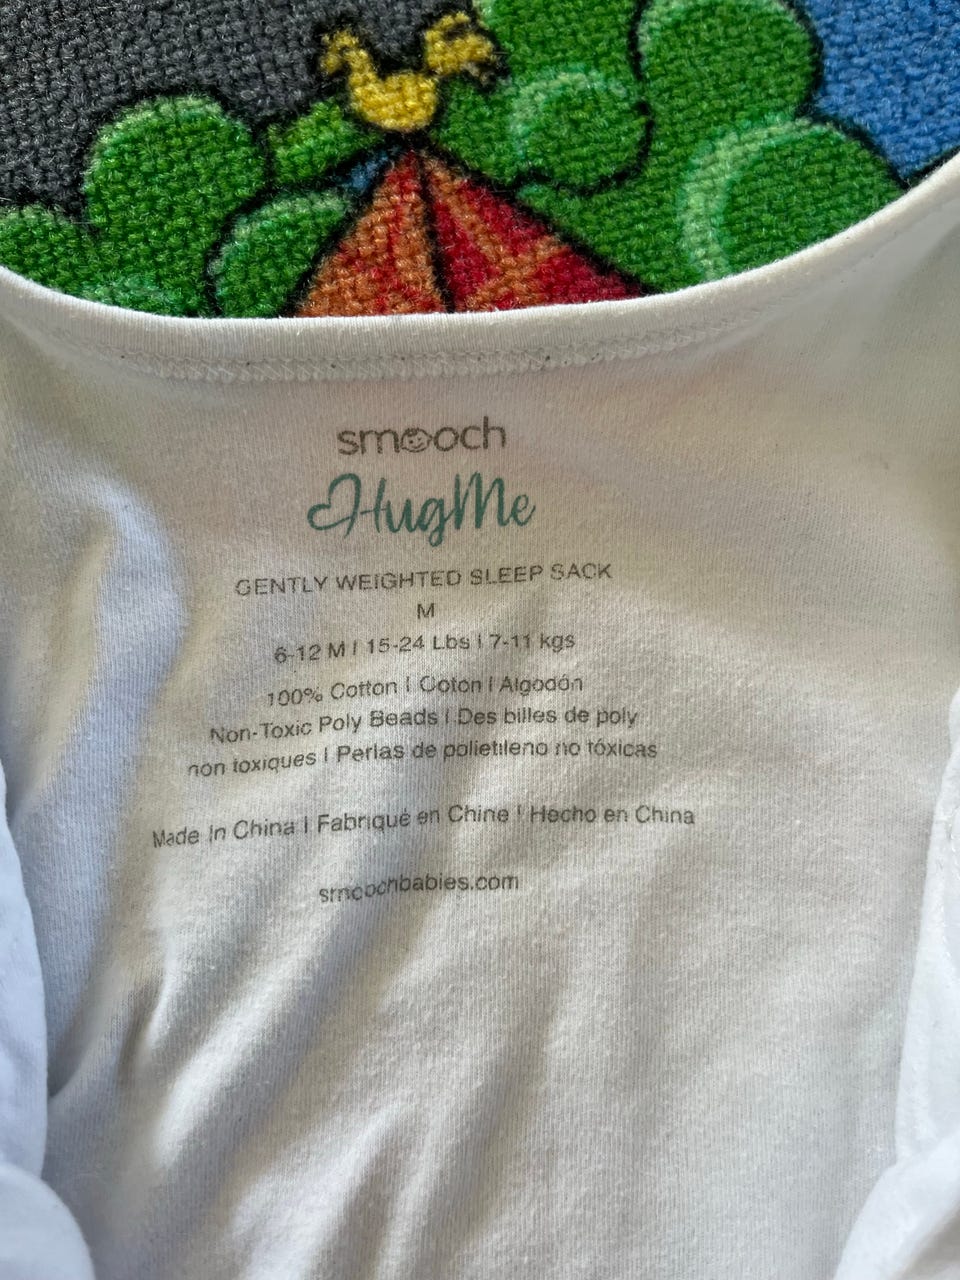 smooch
HugMe
GENTLY WEIGHTED SLEEP SACK
M
6-12 M | 15-24 Lbs | 7-11 kgs
100% Cotton | Coton | Algodón
Non-Toxic Poly Beads | Des billes de poly
non toxiques | Perlas de polietileno no tóxicas
Made In China | Fabriqué en Chine | Hecho en China
smoochbabies.com